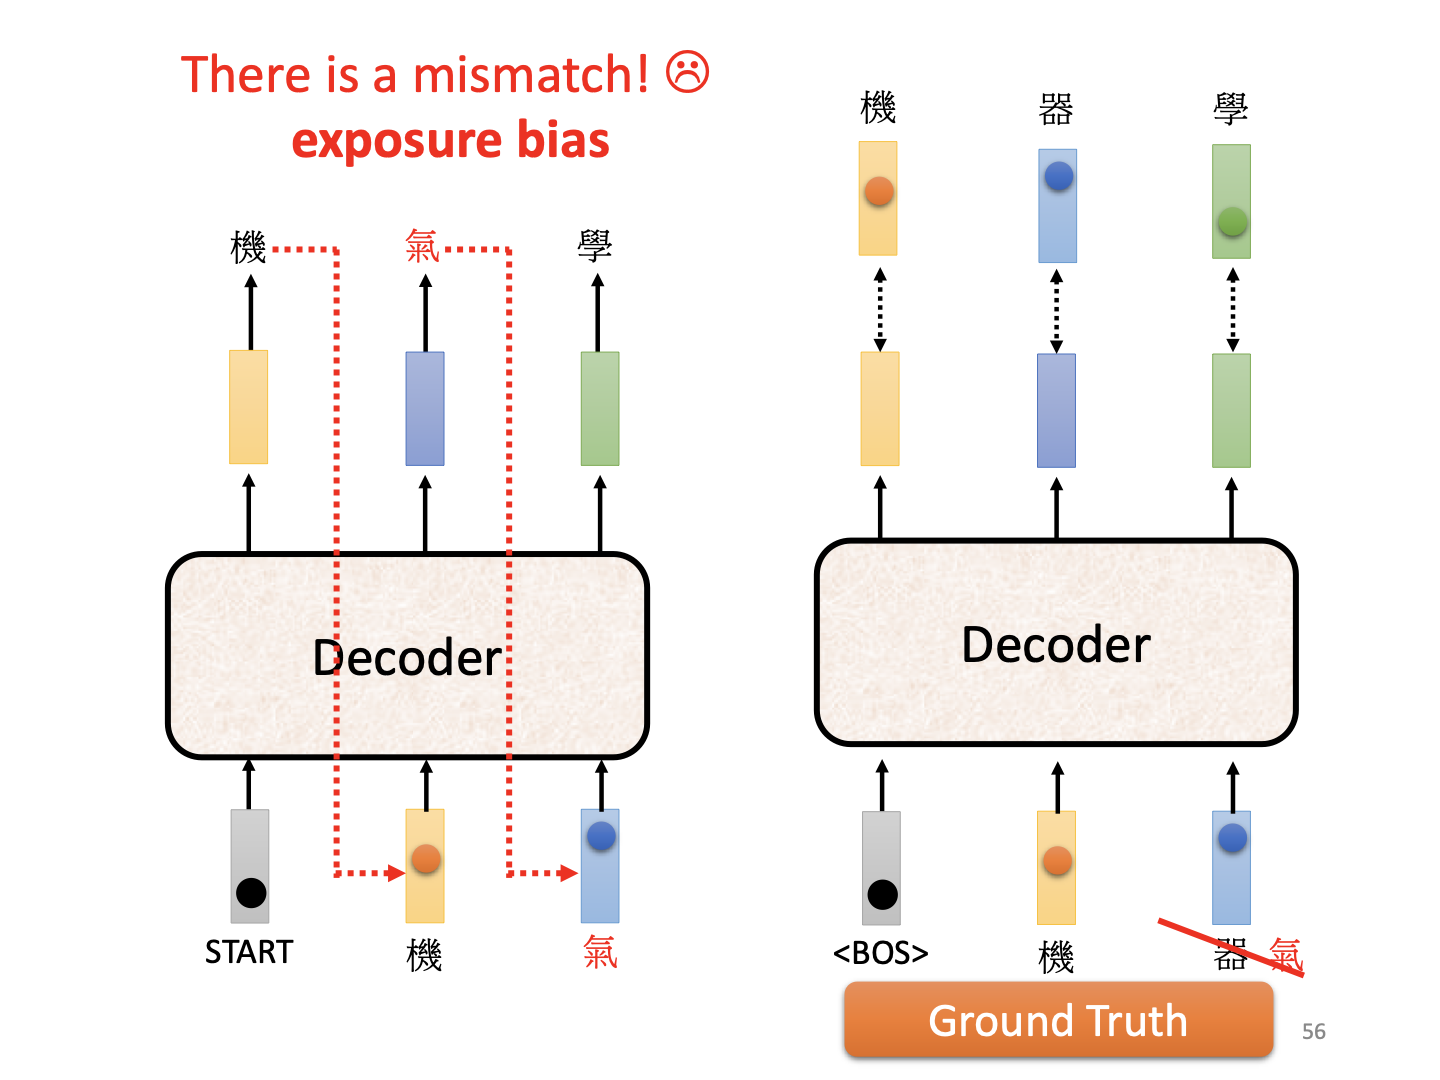 There is a mismatch! ☹
exposure bias
機 氣 學
Decoder
START 機 氣
機 器 學
Decoder
<BOS> 機 器 氣
Ground Truth
56